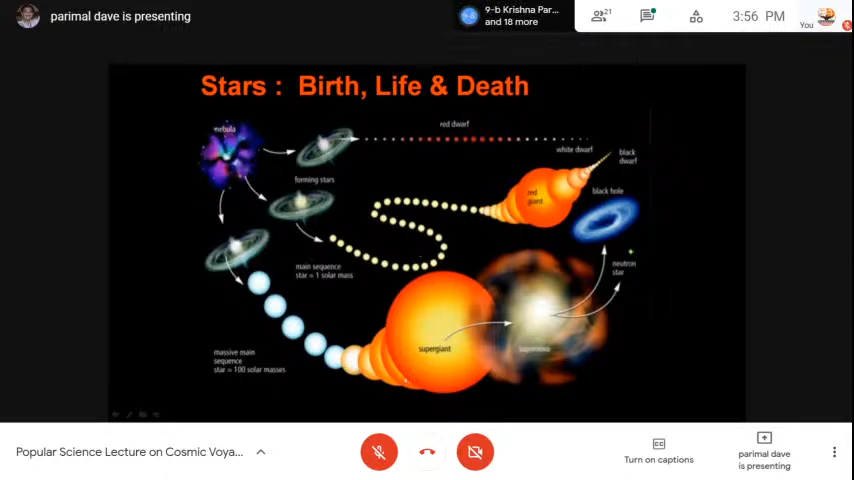 parimal dave is presenting
9-b Krishna Par...
and 18 more
21
3:56 PM
You
Stars : Birth, Life & Death
nebula
red dwarf
white dwarf
black
dwarf
forming stars
red
giant
black hole
main sequence
star = 1 solar mass
neutron
star
supergiant
supernova
massive main
sequence
star = 100 solar masses
Popular Science Lecture on Cosmic Voya...
CC
Turn on captions
parimal dave
is presenting